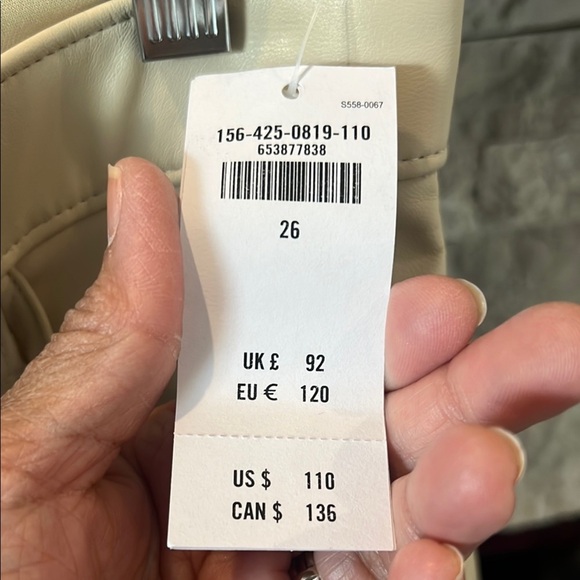 S558-0067
156-425-0819-110
653877838
26
UK £ 92
EU € 120
US $ 110
CAN $ 136